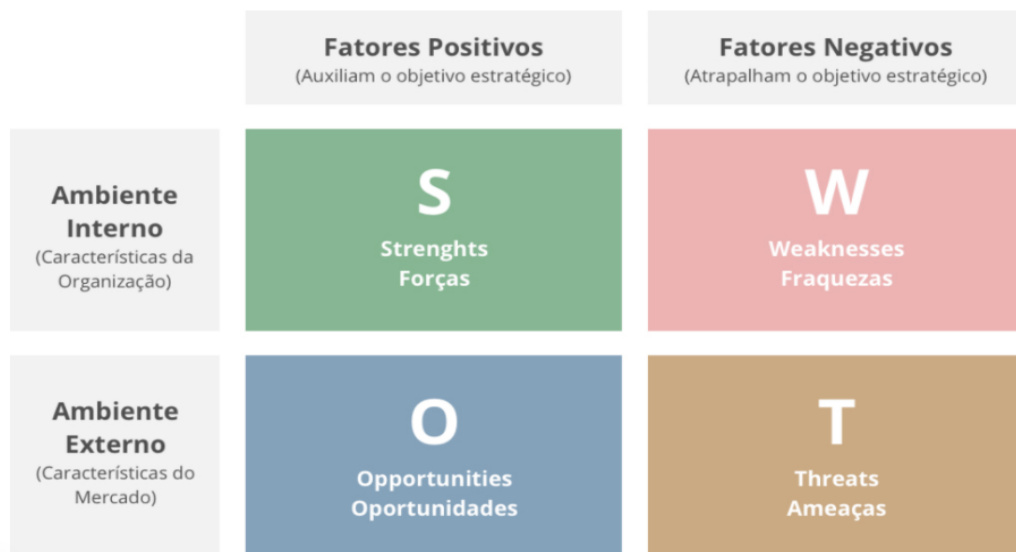 Fatores Positivos
(Auxiliam o objetivo estratégico)
Fatores Negativos
(Atrapalham o objetivo estratégico)
Ambiente
Interno
(Características da
Organização)
S
Strenghts
Forças
W
Weaknesses
Fraquezas
Ambiente
Externo
(Características do
Mercado)
O
Opportunities
Oportunidades
T
Threats
Ameaças